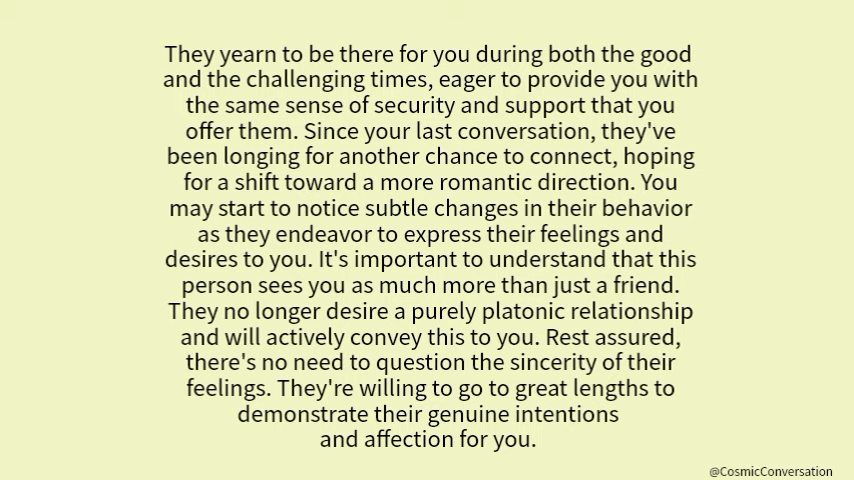 They yearn to be there for you during both the good
and the challenging times, eager to provide you with
the same sense of security and support that you
offer them. Since your last conversation, they've
been longing for another chance to connect, hoping
for a shift toward a more romantic direction. You
may start to notice subtle changes in their behavior
as they endeavor to express their feelings and
desires to you. It's important to understand that this
person sees you as much more than just a friend.
They no longer desire a purely platonic relationship
and will actively convey this to you. Rest assured,
there's no need to question the sincerity of their
feelings. They're willing to go to great lengths to
demonstrate their genuine intentions
and affection for you.
@CosmicConversation